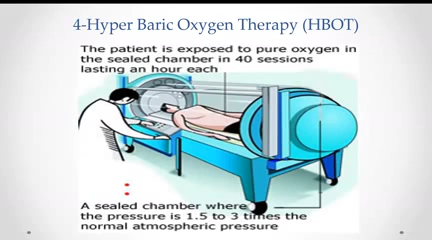 4-Hyper Baric Oxygen Therapy (HBOT)
The patient is exposed to pure oxygen in
the sealed chamber in 40 sessions
lasting an hour each
A sealed chamber where
the pressure is 1.5 to 3 times the
normal atmospheric pressure